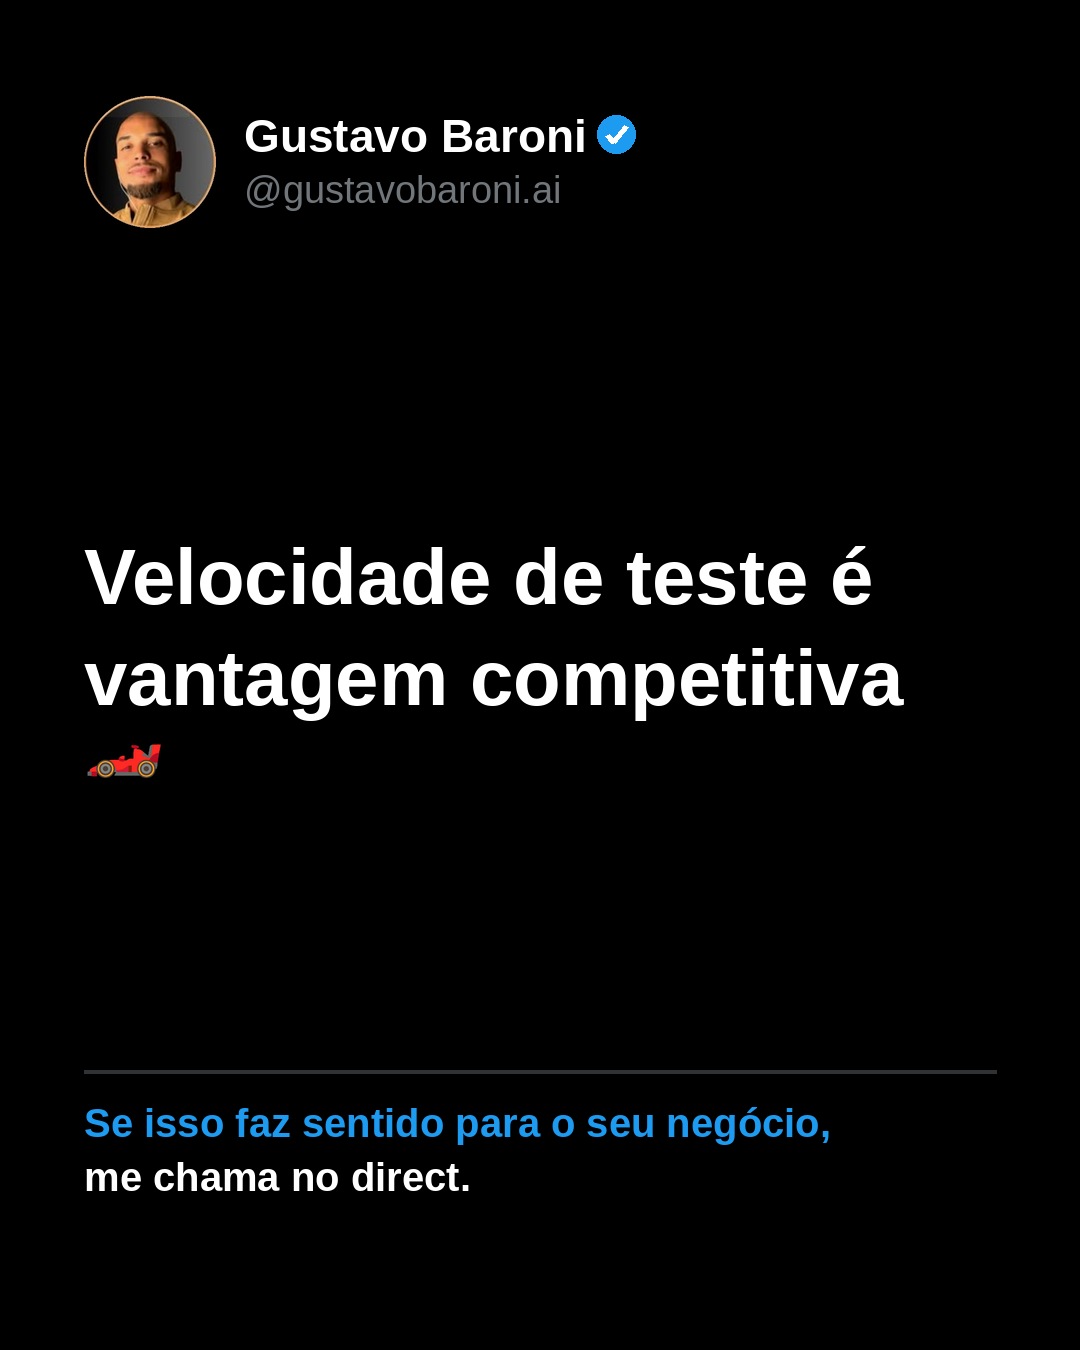 Gustavo Baroni
@gustavobaroni.ai
Velocidade de teste é
vantagem competitiva
🏎️
Se isso faz sentido para o seu negócio,
me chama no direct.